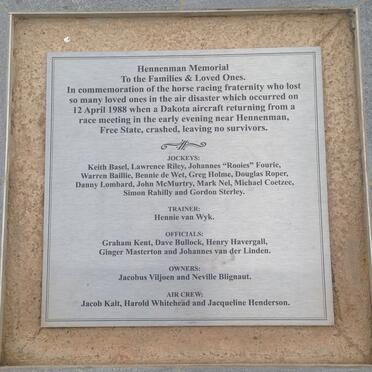 Hennenman Memorial
To the Families & Loved Ones.
In commemoration of the horse racing fraternity who lost
so many loved ones in the air disaster which occurred on
12 April 1988 when a Dakota aircraft returning from a
race meeting in the early evening near Hennenman,
Free State, crashed, leaving no survivors.
JOCKEYS:
Keith Basel, Lawrence Riley, Johannes "Rooies" Fourie,
Warren Baillie, Bennie de Wet, Greg Holme, Douglas Roper,
Danny Lombard, John McMurtry, Mark Nel, Michael Coetzee,
Simon Rahilly and Gordon Sterley.
TRAINER:
Hennie van Wyk.
OFFICIALS:
Graham Kent, Dave Bullock, Henry Havergall,
Ginger Masterton and Johannes van der Linden.
OWNERS:
Jacobus Viljoen and Neville Blignaut.
AIR CREW:
Jacob Kalt, Harold Whitehead and Jacqueline Henderson.